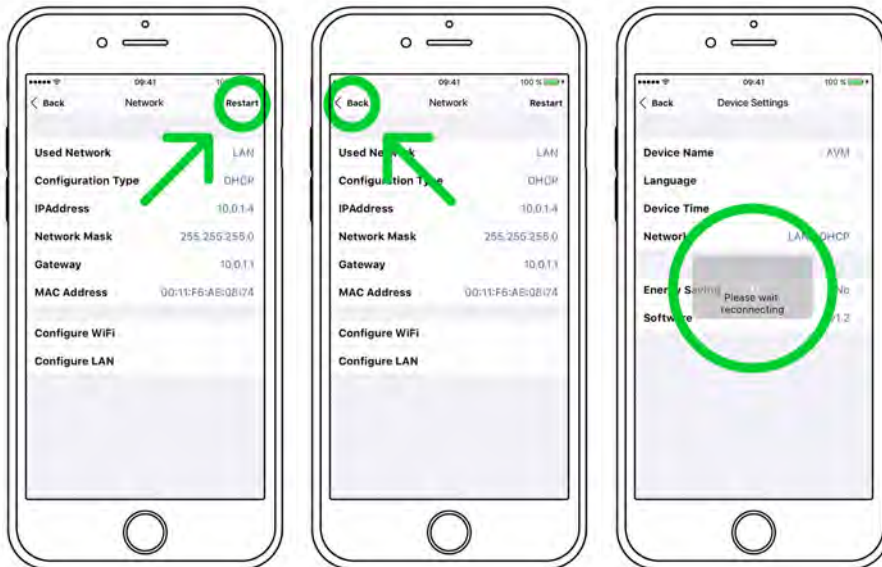 09:41
Back Network Restart
Used Network LAN
Configuration Type DHCP
IPAddress 10.0.1.4
Network Mask 255.255.255.0
Gateway 10.0.1.1
MAC Address 00:11:F6:AE:08:74
Configure WiFi
Configure LAN
09:41 100 %
Back Network Restart
Used Network LAN
Configuration Type DHCP
IPAddress 10.0.1.4
Network Mask 255.255.255.0
Gateway 10.0.1.1
MAC Address 00:11:F6:AE:08:74
Configure WiFi
Configure LAN
09:41 100 %
Back Device Settings
Device Name AVM
Language
Device Time
Network LAN DHCP
Energy Saving No
Please wait
reconnecting
Software 1.2